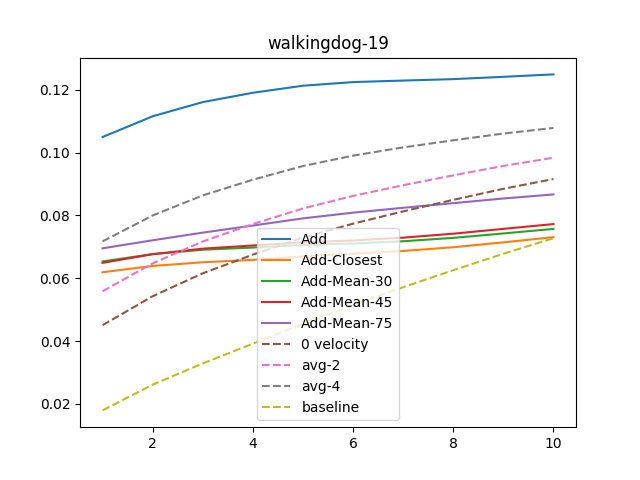 walkingdog-19
0.12
0.10
0.08
0.06
0.04
0.02
Add
Add-Closest
Add-Mean-30
Add-Mean-45
Add-Mean-75
0 velocity
avg-2
avg-4
baseline
2 4 6 8 10